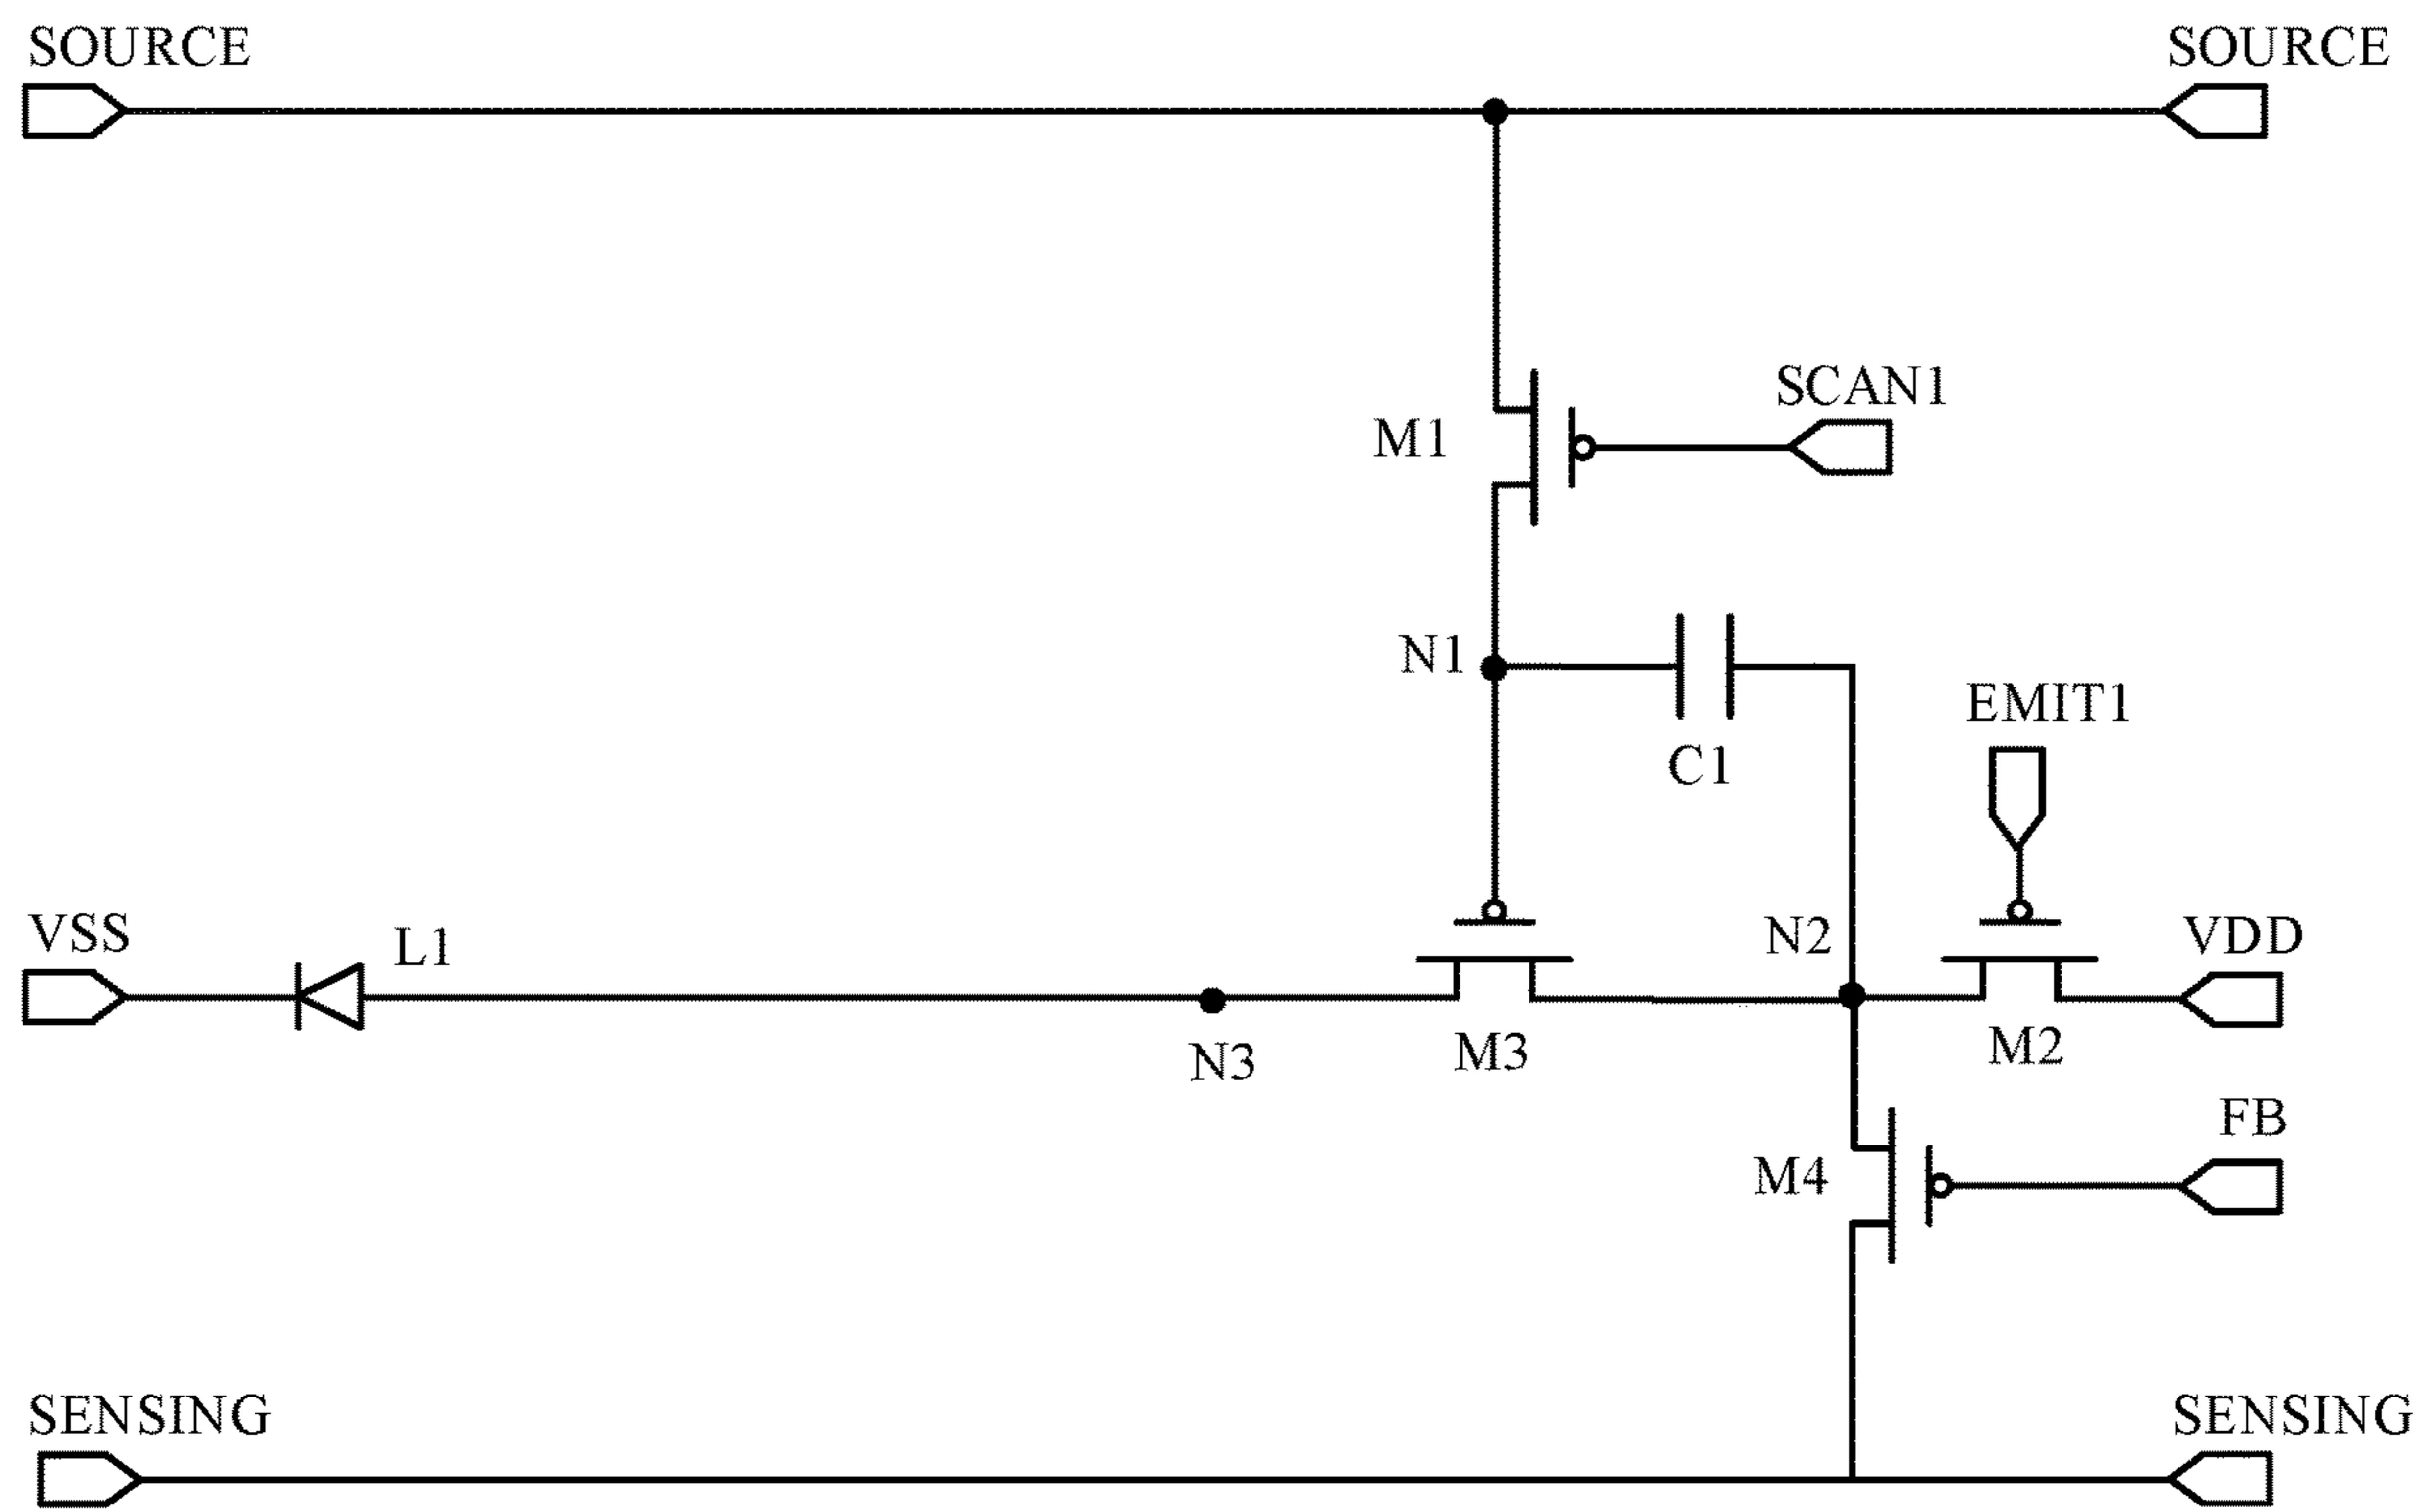 SOURCE
SOURCE
SCAN1
M1
N1
EMIT1
C1
VSS
L1
N2
VDD
N3
M3
M2
FB
M4
SENSING
SENSING